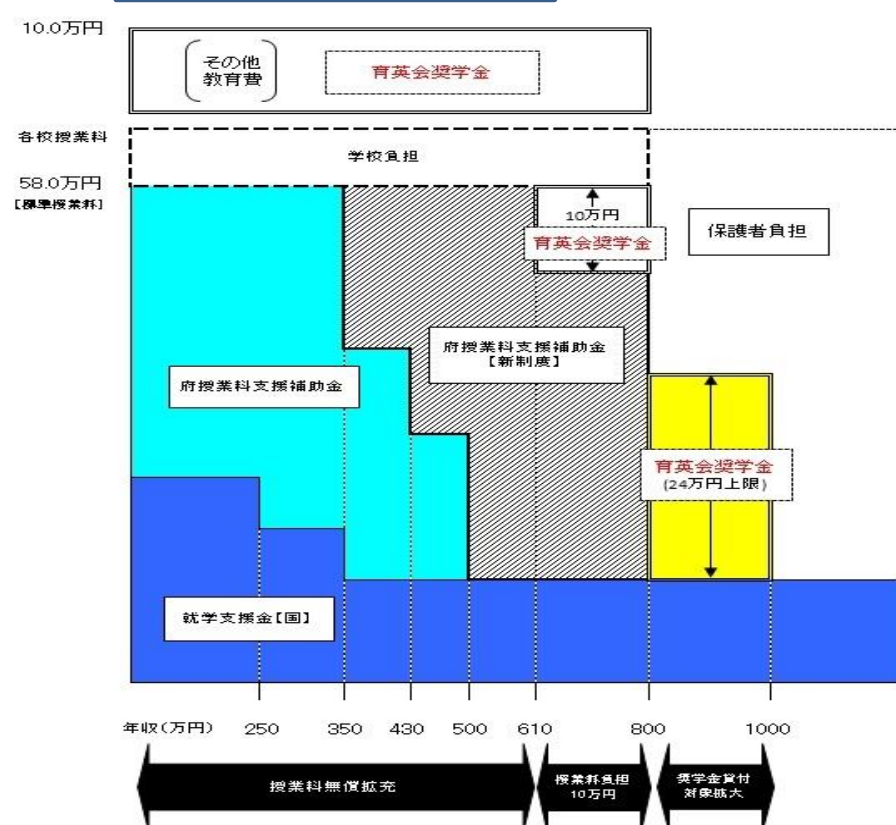 10.0万円
その他
教育費
育英会奨学金
各校授業料
学校負担
58.0万円
【標準授業料】
10万円
育英会奨学金
保護者負担
府授業料支援補助金
【新制度】
府授業料支援補助金
育英会奨学金
(24万円上限)
就学支援金【国】
年収(万円) 250 350 430 500 610 800 1000
授業料無償拡充
授業料負担
10万円
奨学金貸付
対象拡大